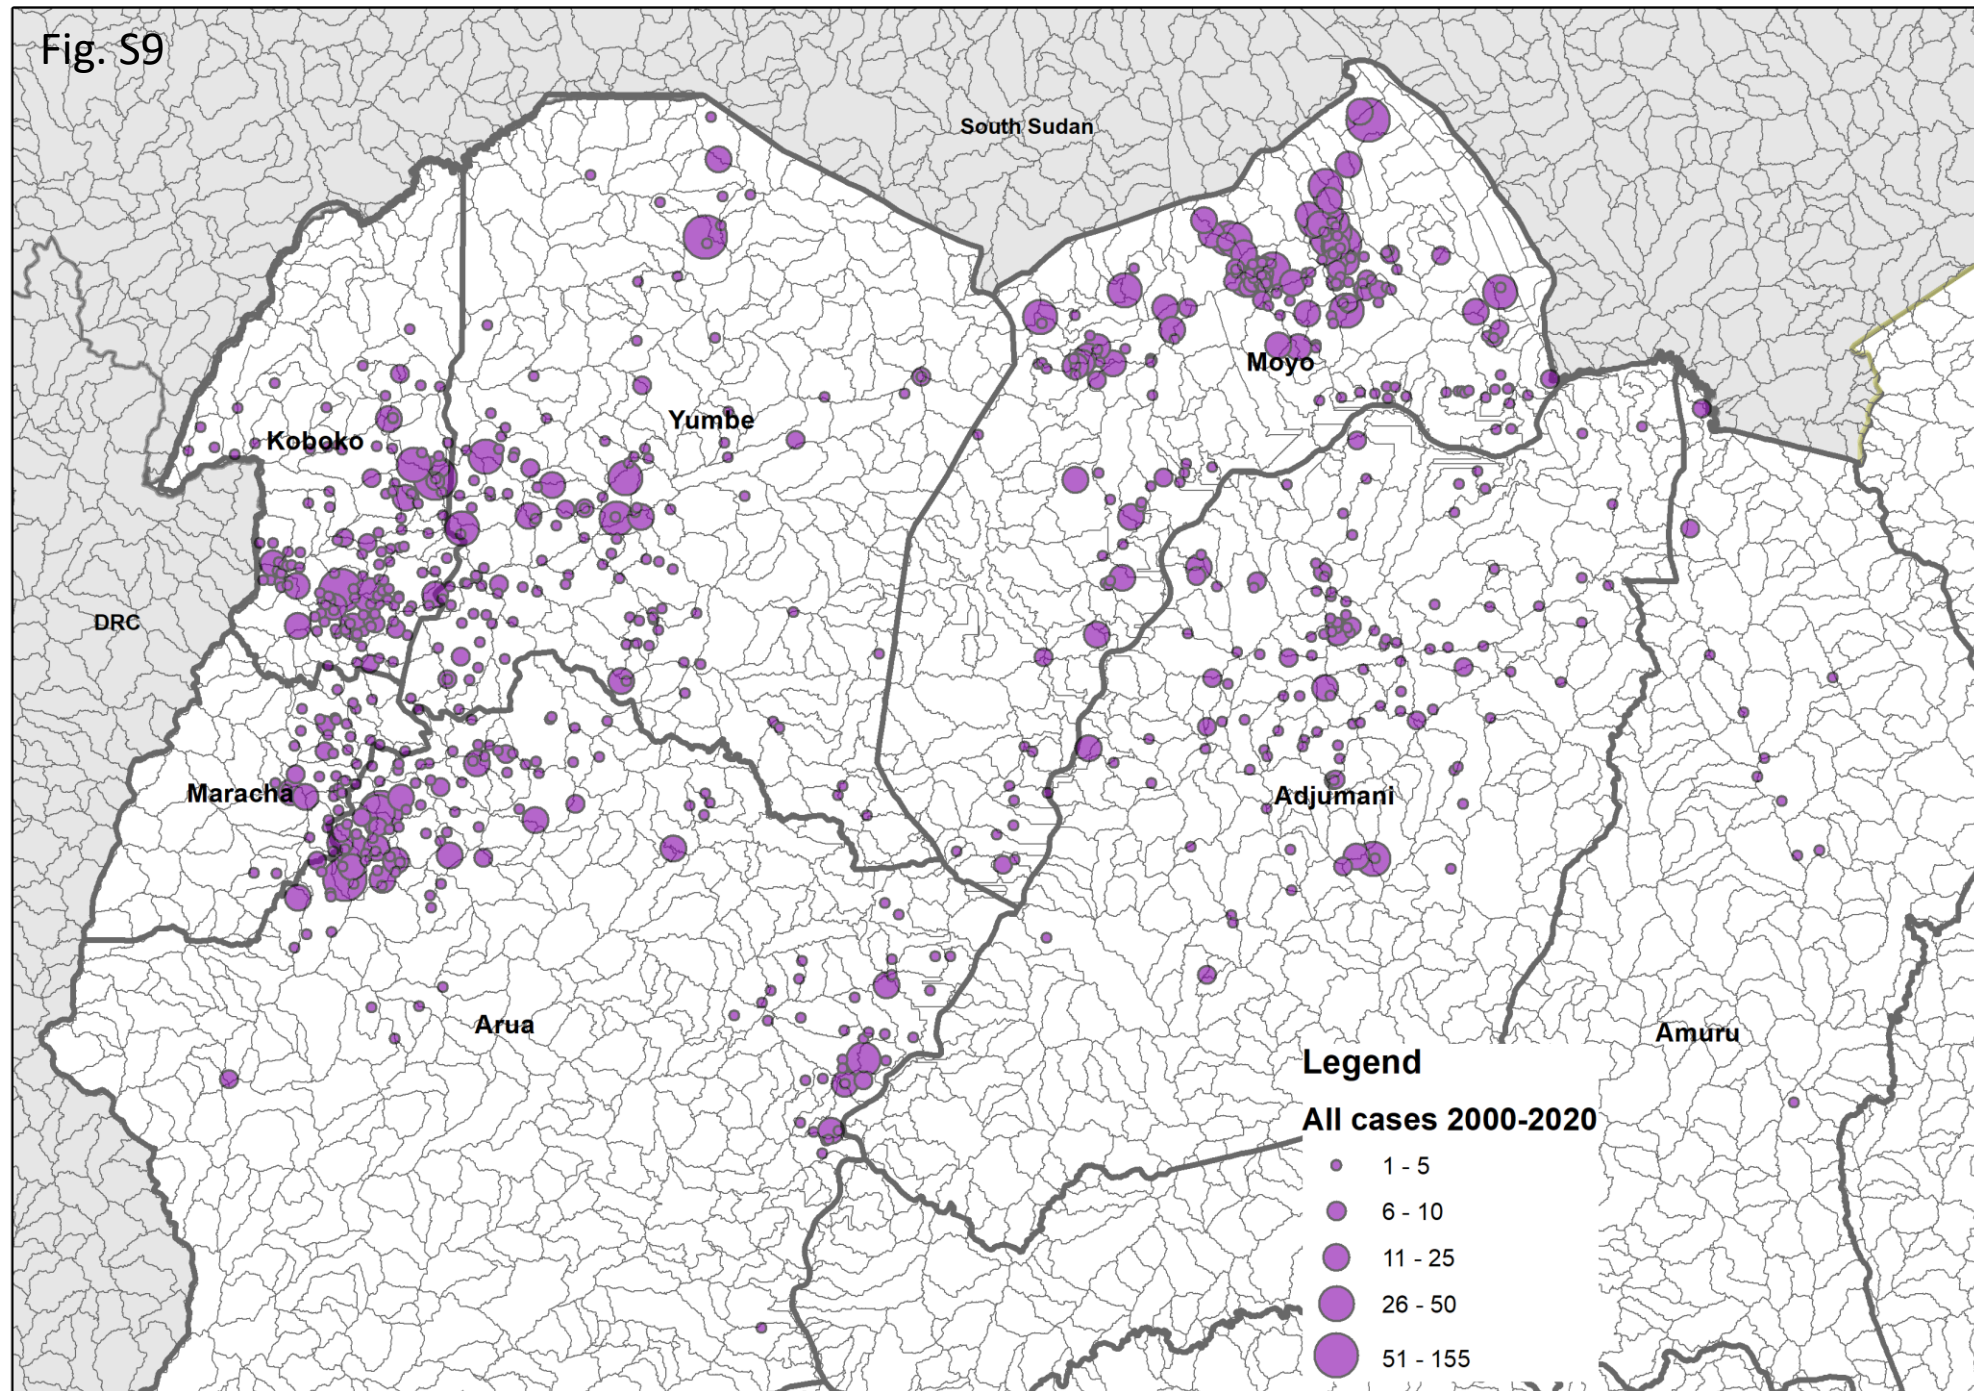 Fig. S9
South Sudan
Moyo
Yumbe
Koboko
DRC
Maracha
Adjumani
Arua
Amuru
Legend
All cases 2000-2020
1 - 5
6 - 10
11 - 25
26 - 50
51 - 155